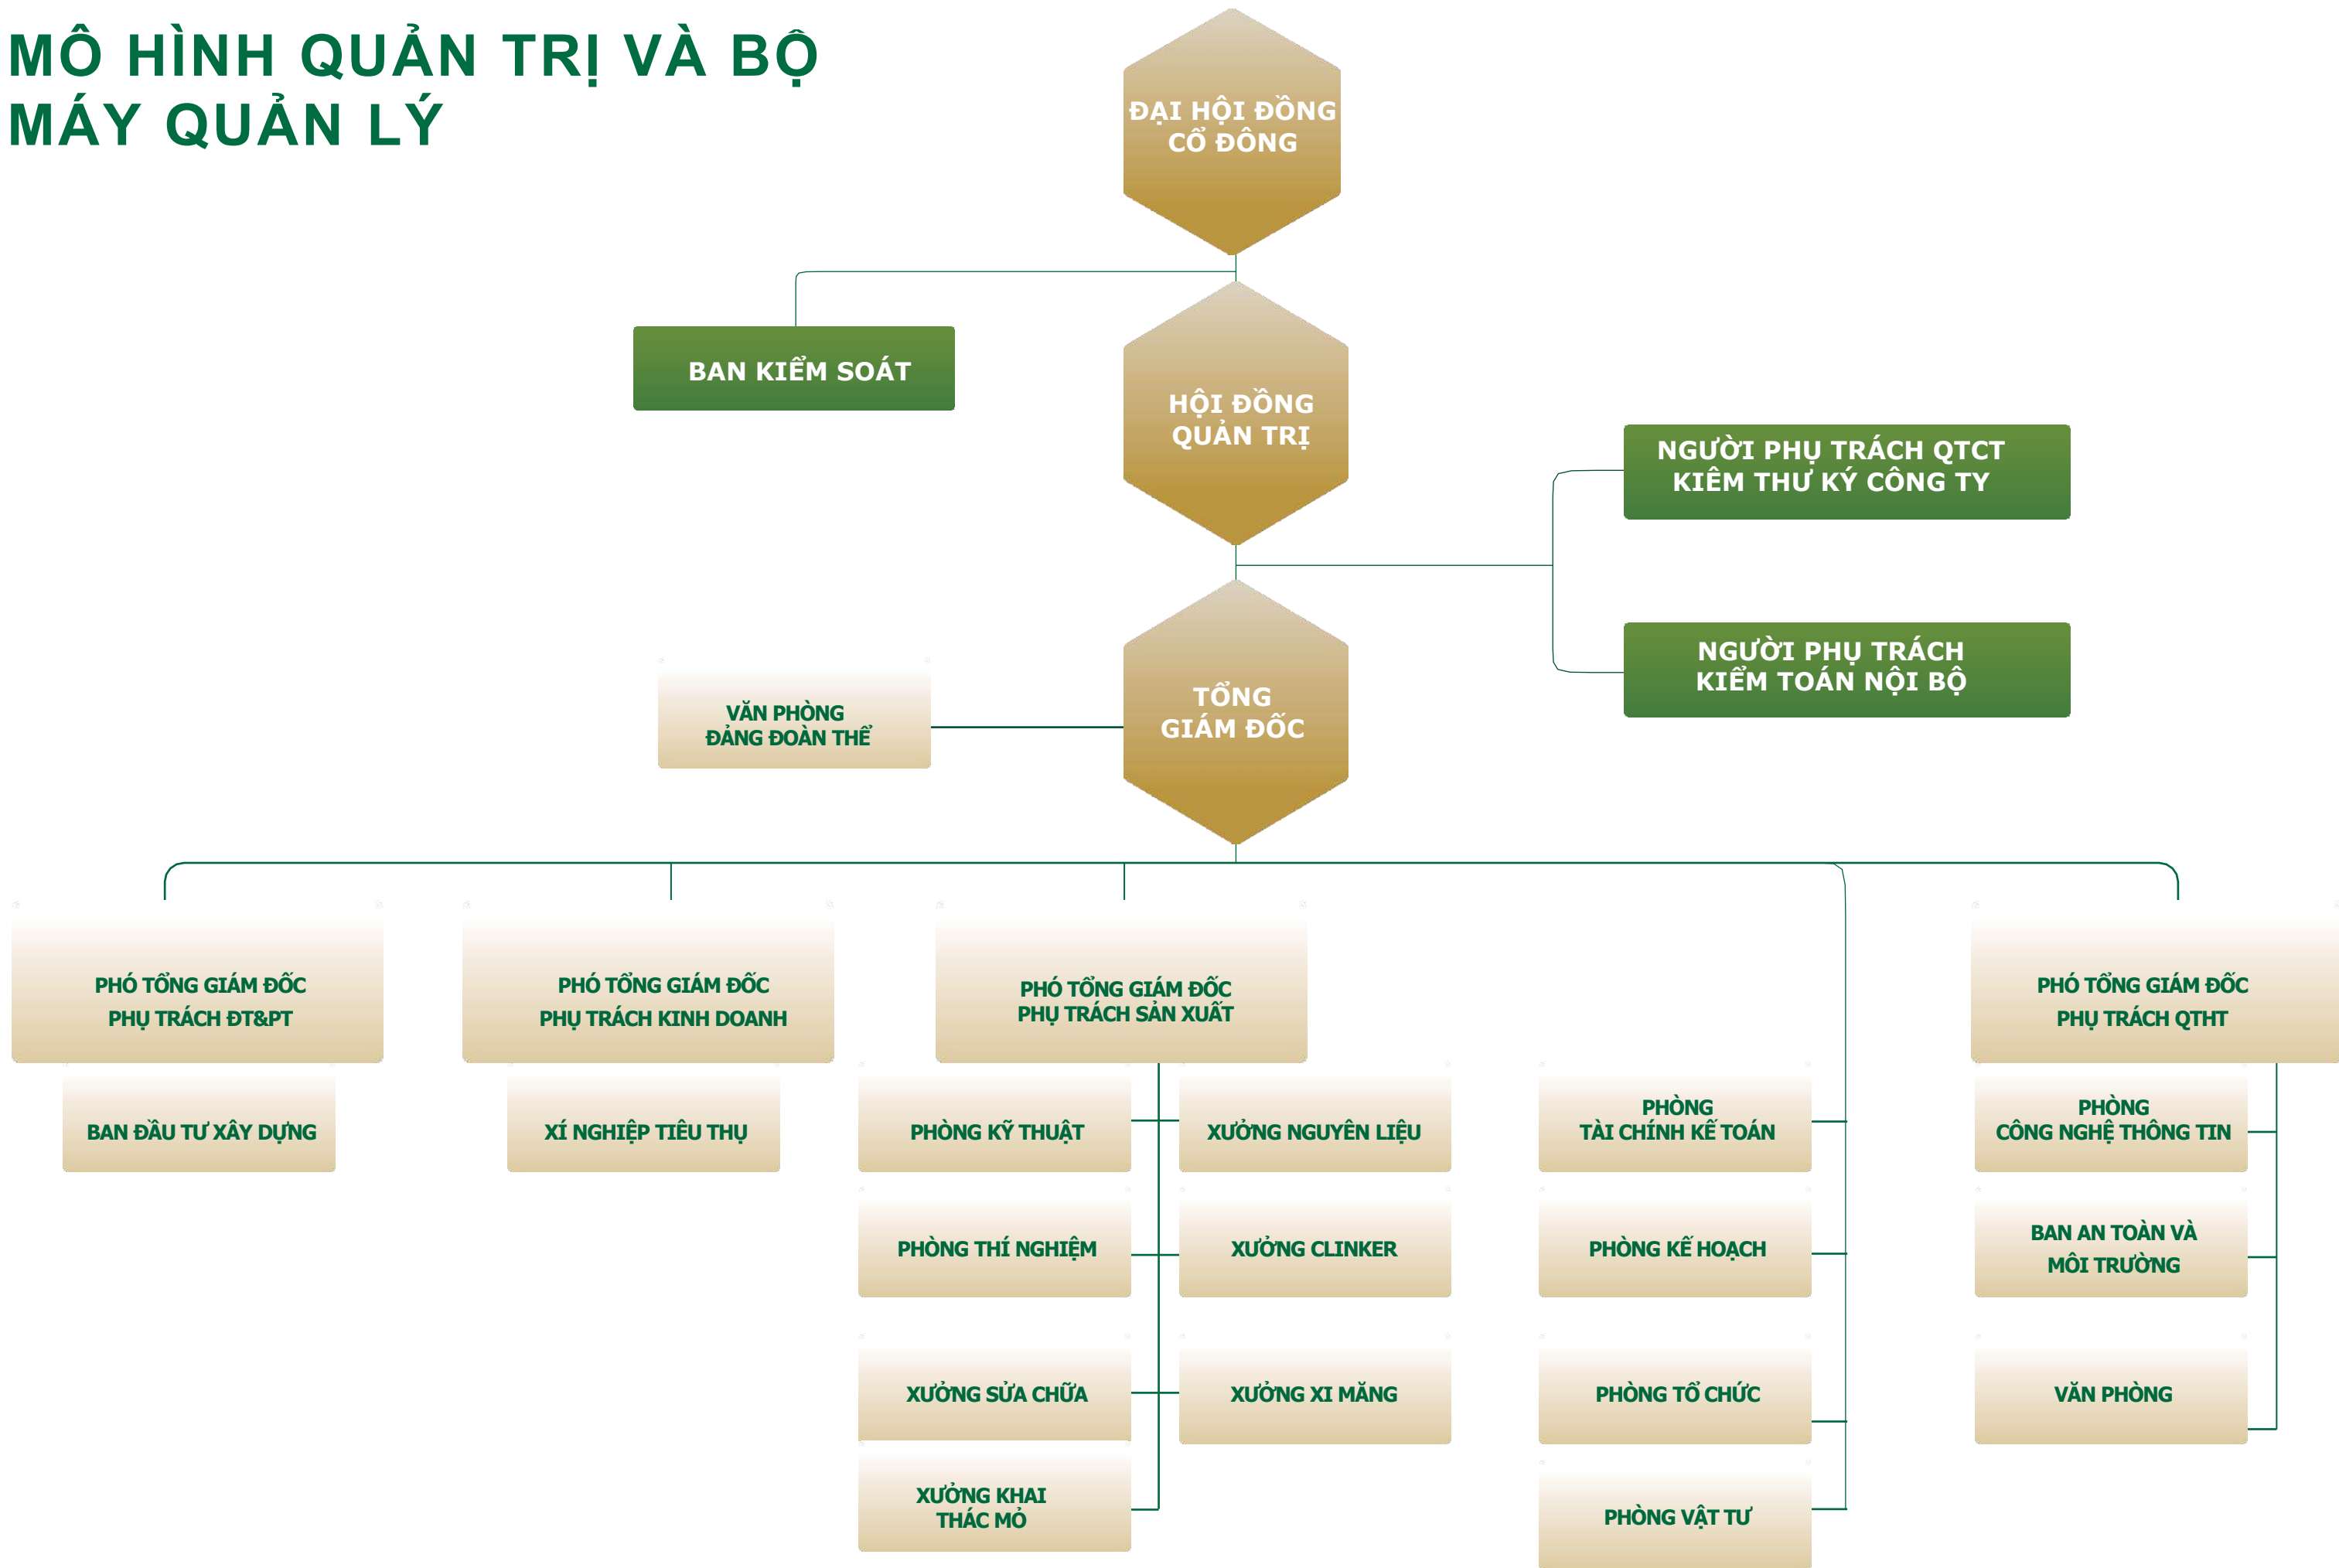 MÔ HÌNH QUẢN TRỊ VÀ BỘ
MÁY QUẢN LÝ
ĐẠI HỘI ĐỒNG
CỔ ĐÔNG
BAN KIỂM SOÁT
HỘI ĐỒNG
QUẢN TRỊ
NGƯỜI PHỤ TRÁCH QTCT
KIÊM THƯ KÝ CÔNG TY
NGƯỜI PHỤ TRÁCH
KIỂM TOÁN NỘI BỘ
TỔNG
GIÁM ĐỐC
VĂN PHÒNG
ĐẢNG ĐOÀN THỂ
PHÓ TỔNG GIÁM ĐỐC
PHỤ TRÁCH ĐT&PT
PHÓ TỔNG GIÁM ĐỐC
PHỤ TRÁCH KINH DOANH
PHÓ TỔNG GIÁM ĐỐC
PHỤ TRÁCH SẢN XUẤT
PHÓ TỔNG GIÁM ĐỐC
PHỤ TRÁCH QTHT
BAN ĐẦU TƯ XÂY DỰNG
XÍ NGHIỆP TIÊU THỤ
PHÒNG KỸ THUẬT
XƯỞNG NGUYÊN LIỆU
PHÒNG
TÀI CHÍNH KẾ TOÁN
PHÒNG
CÔNG NGHỆ THÔNG TIN
PHÒNG THÍ NGHIỆM
XƯỞNG CLINKER
PHÒNG KẾ HOẠCH
BAN AN TOÀN VÀ
MÔI TRƯỜNG
XƯỞNG SỬA CHỮA
XƯỞNG XI MĂNG
PHÒNG TỔ CHỨC
VĂN PHÒNG
XƯỞNG KHAI
THÁC MỎ
PHÒNG VẬT TƯ